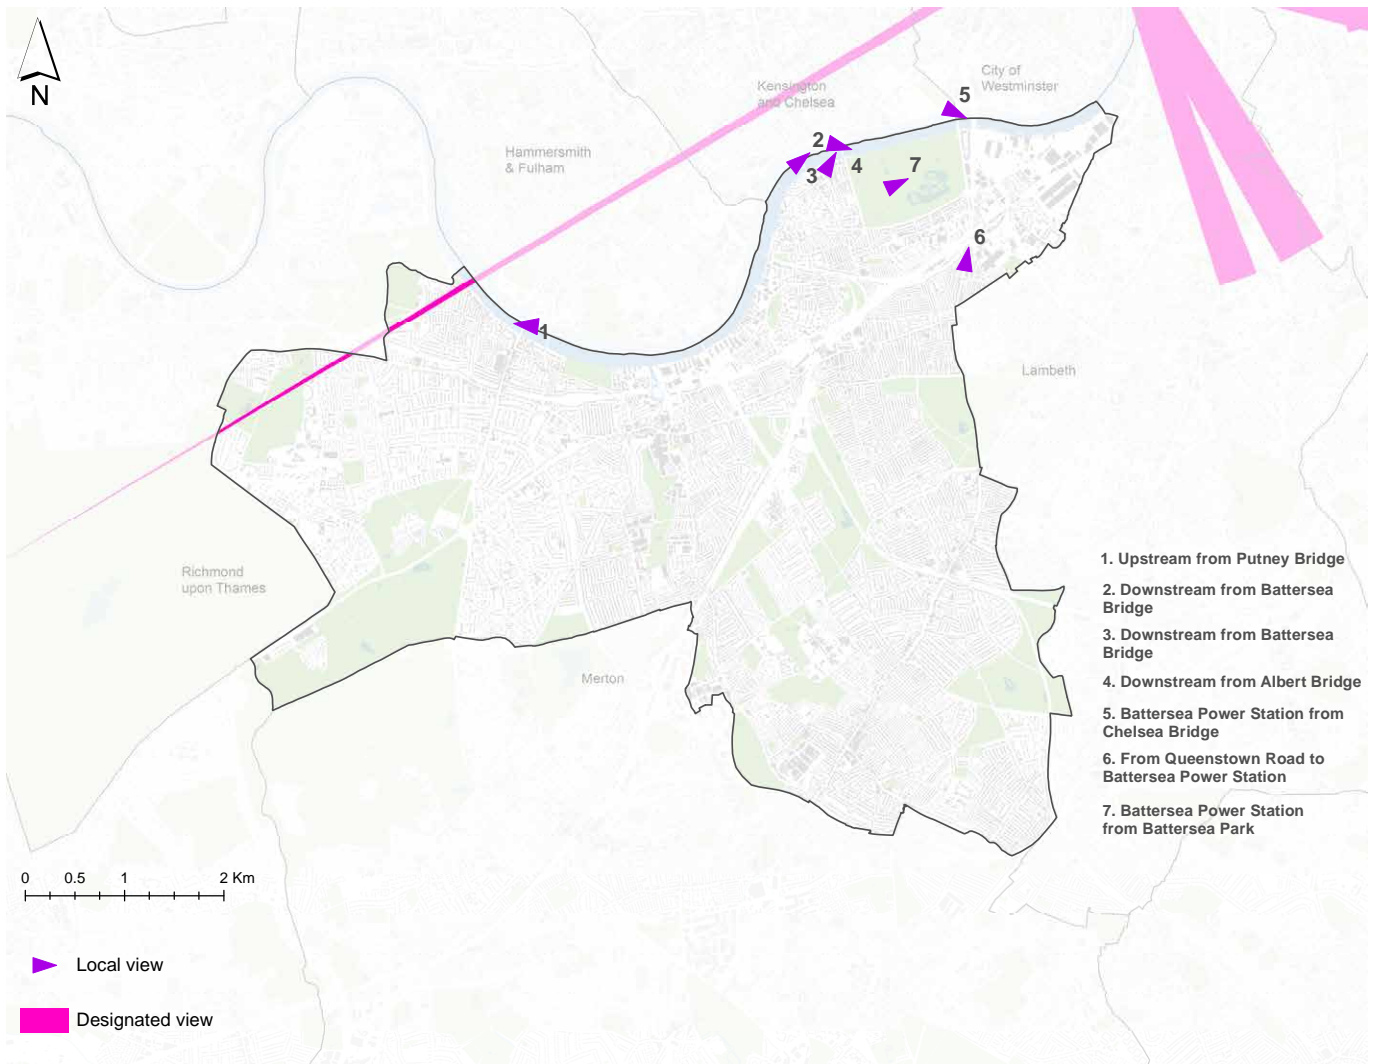 N
Kensington
and Chelsea
City of
Westminster
5
Hammersmith
& Fulham
2
3
4
7
6
1
Lambeth
Richmond
upon Thames
Merton
1. Upstream from Putney Bridge
2. Downstream from Battersea
Bridge
3. Downstream from Battersea
Bridge
4. Downstream from Albert Bridge
5. Battersea Power Station from
Chelsea Bridge
6. From Queenstown Road to
Battersea Power Station
7. Battersea Power Station
from Battersea Park
0 0.5 1 2 Km
Local view
Designated view